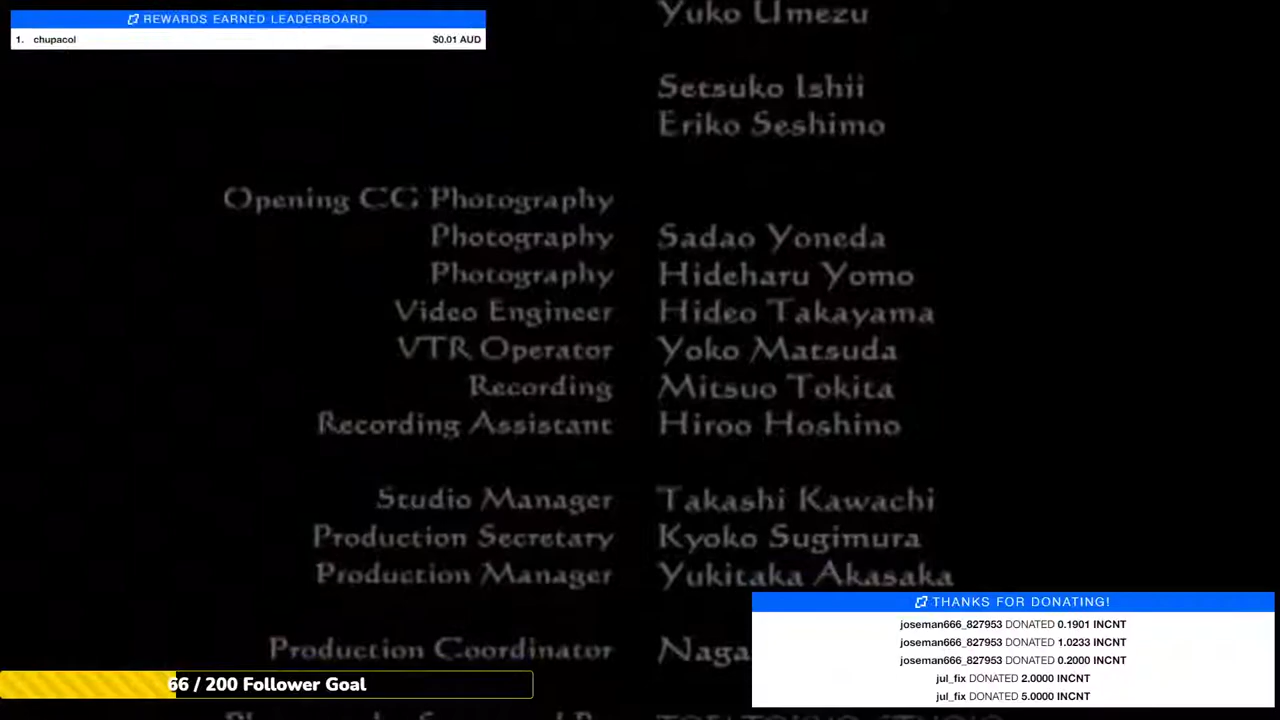 REWARDS EARNED LEADERBOARD
1. chupacol $0.01 AUD
Yuko Umezu
Setsuko Ishii
Eriko Seshimo
Opening CG Photography
Photography Sadao Yoneda
Photography Hideharu Yomo
Video Engineer Hideo Takayama
VTR Operator Yoko Matsuda
Recording Mitsuo Tokita
Recording Assistant Hiroo Hoshino
Studio Manager Takashi Kawachi
Production Secretary Kyoko Sugimura
Production Manager Yukitaka Akasaka
Production Coordinator Naga
THANKS FOR DONATING!
joseman666_827953 DONATED 0.1901 INCNT
joseman666_827953 DONATED 1.0233 INCNT
joseman666_827953 DONATED 0.2000 INCNT
jul_fix DONATED 2.0000 INCNT
jul_fix DONATED 5.0000 INCNT
66 / 200 Follower Goal